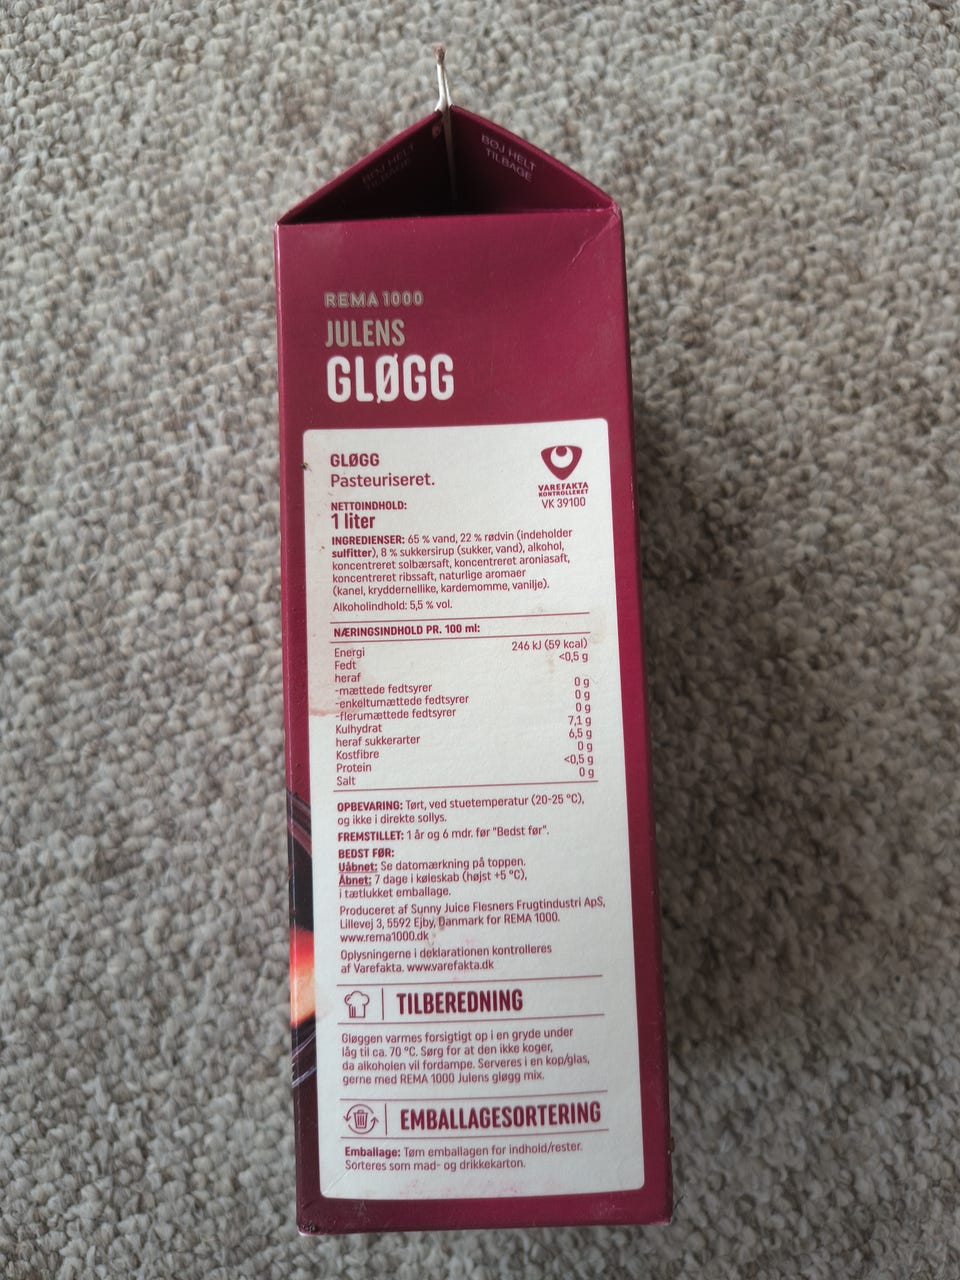 BØJ HELT
TILBAGE
BØJ HELT
TILBAGE
REMA 1000
JULENS
GLØGG
GLØGG
Pasteuriseret.
VAREFAKTA
KONTROLLERET
VK 39100
NETTOINDHOLD:
1 liter
INGREDIENSER: 65 % vand, 22 % rødvin (indeholder
sulfitter), 8 % sukkersirup (sukker, vand), alkohol,
koncentreret solbærsaft, koncentreret aroniasaft,
koncentreret ribssaft, naturlige aromaer
(kanel, kryddernellike, kardemomme, vanilje).
Alkoholindhold: 5,5 % vol.
NÆRINGSINDHOLD PR. 100 ml:
Energi 246 kJ (59 kcal)
Fedt <0,5 g
heraf
-mættede fedtsyrer 0 g
-enkeltumættede fedtsyrer 0 g
-flerumættede fedtsyrer 0 g
Kulhydrat 7,1 g
heraf sukkerarter 6,5 g
Kostfibre 0 g
Protein <0,5 g
Salt 0 g
OPBEVARING: Tørt, ved stuetemperatur (20-25 °C),
og ikke i direkte sollys.
FREMSTILLET: 1 år og 6 mdr. før "Bedst før".
BEDST FØR:
Uåbnet: Se datomærkning på toppen.
Åbnet: 7 dage i køleskab (højst +5 °C),
i tætlukket emballage.
Produceret af Sunny Juice Flesners Frugtindustri ApS,
Lillevej 3, 5592 Ejby, Danmark for REMA 1000.
www.rema1000.dk
Oplysningerne i deklarationen kontrolleres
af Varefakta. www.varefakta.dk
TILBEREDNING
Gløggen varmes forsigtigt op i en gryde under
låg til ca. 70 °C. Sørg for at den ikke koger,
da alkoholen vil fordampe. Serveres i en kop/glas,
gerne med REMA 1000 Julens gløgg mix.
EMBALLAGESORTERING
Emballage: Tøm emballagen for indhold/rester.
Sorteres som mad- og drikkekarton.